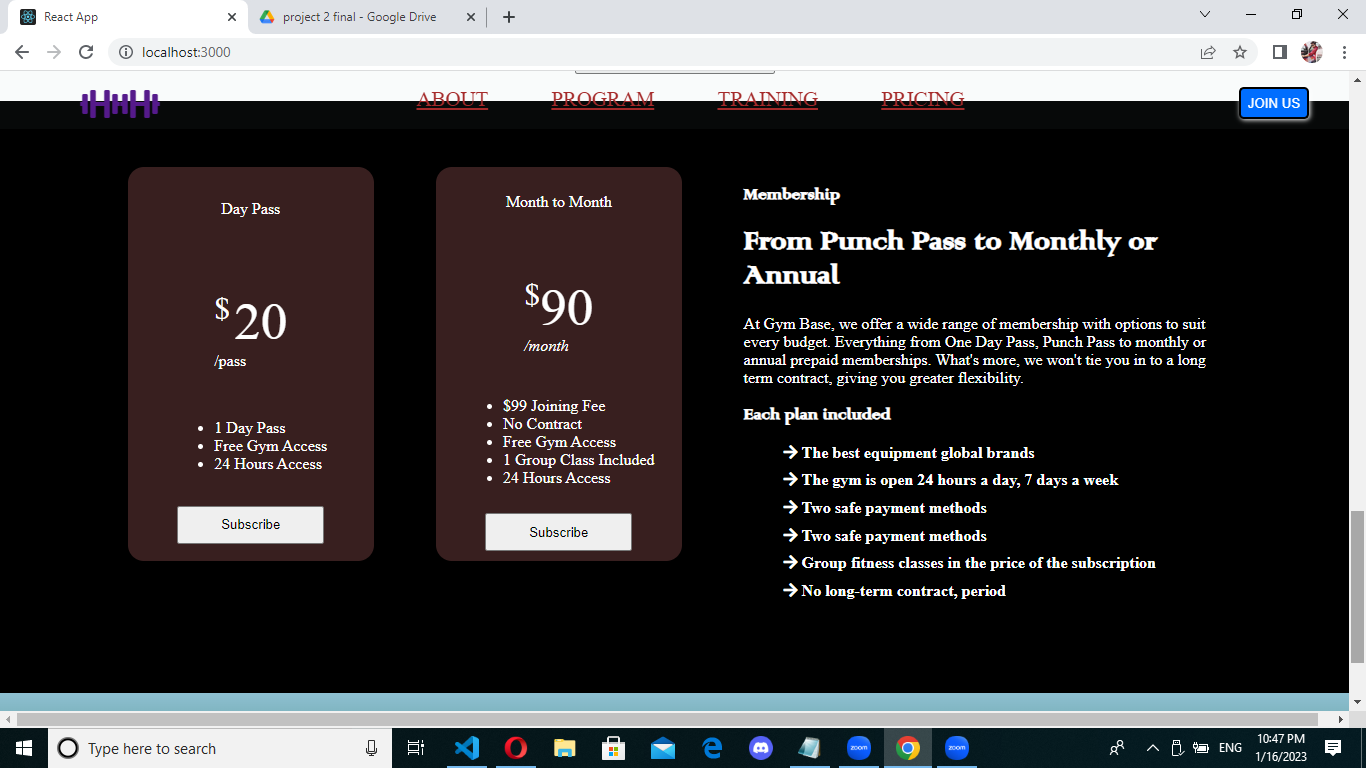 React App
project 2 final - Google Drive
localhost:3000
HHH
ABOUT PROGRAM TRAINING PRICING
JOIN US
Day Pass
$20
/pass
1 Day Pass
Free Gym Access
24 Hours Access
Subscribe
Month to Month
$90
/month
$99 Joining Fee
No Contract
Free Gym Access
1 Group Class Included
24 Hours Access
Subscribe
Membership
From Punch Pass to Monthly or
Annual
At Gym Base, we offer a wide range of membership with options to suit
every budget. Everything from One Day Pass, Punch Pass to monthly or
annual prepaid memberships. What's more, we won't tie you in to a long
term contract, giving you greater flexibility.
Each plan included
The best equipment global brands
The gym is open 24 hours a day, 7 days a week
Two safe payment methods
Two safe payment methods
Group fitness classes in the price of the subscription
No long-term contract, period
Type here to search
zoom
zoom
ENG
10:47 PM
1/16/2023